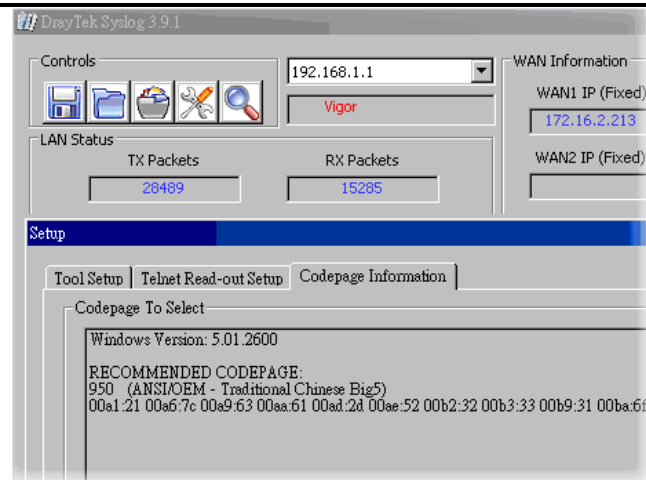 DrayTek Syslog 3.9.1
Controls
192.168.1.1
Vigor
WAN Information
WAN1 IP (Fixed)
172.16.2.213
WAN2 IP (Fixed)
LAN Status
TX Packets
RX Packets
28489
15285
Setup
Tool Setup
Telnet Read-out Setup
Codepage Information
Codepage To Select
Windows Version: 5.01.2600
RECOMMENDED CODEPAGE:
950 (ANSI/OEM - Traditional Chinese Big5)
00a1:21 00a6:7c 00a9:63 00aa:61 00ad:2d 00ae:52 00b2:32 00b3:33 00b9:31 00ba:6f